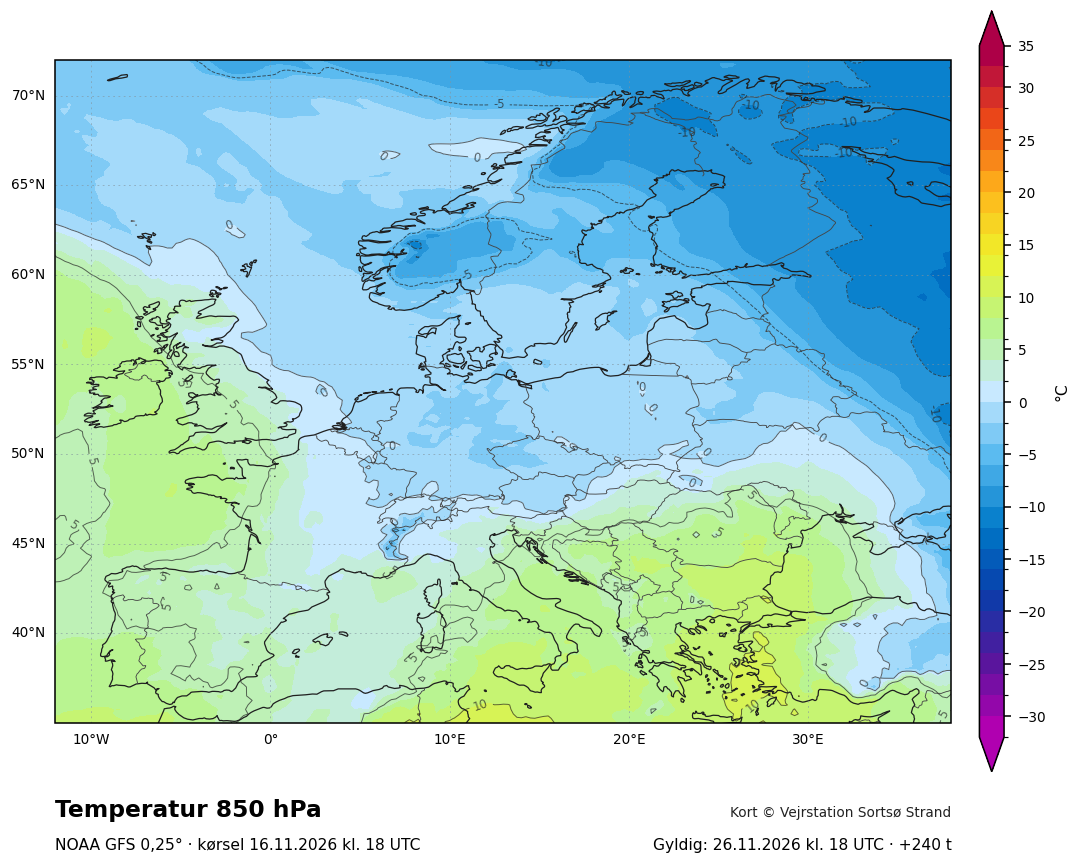 70°N
65°N
60°N
55°N
50°N
45°N
40°N
10°W
0°
10°E
20°E
30°E
35
30
25
20
15
10
5
0
−5
−10
−15
−20
−25
−30
°C
Temperatur 850 hPa
Kort © Vejrstation Sortsø Strand
NOAA GFS 0,25° · kørsel 16.11.2026 kl. 18 UTC
Gyldig: 26.11.2026 kl. 18 UTC · +240 t